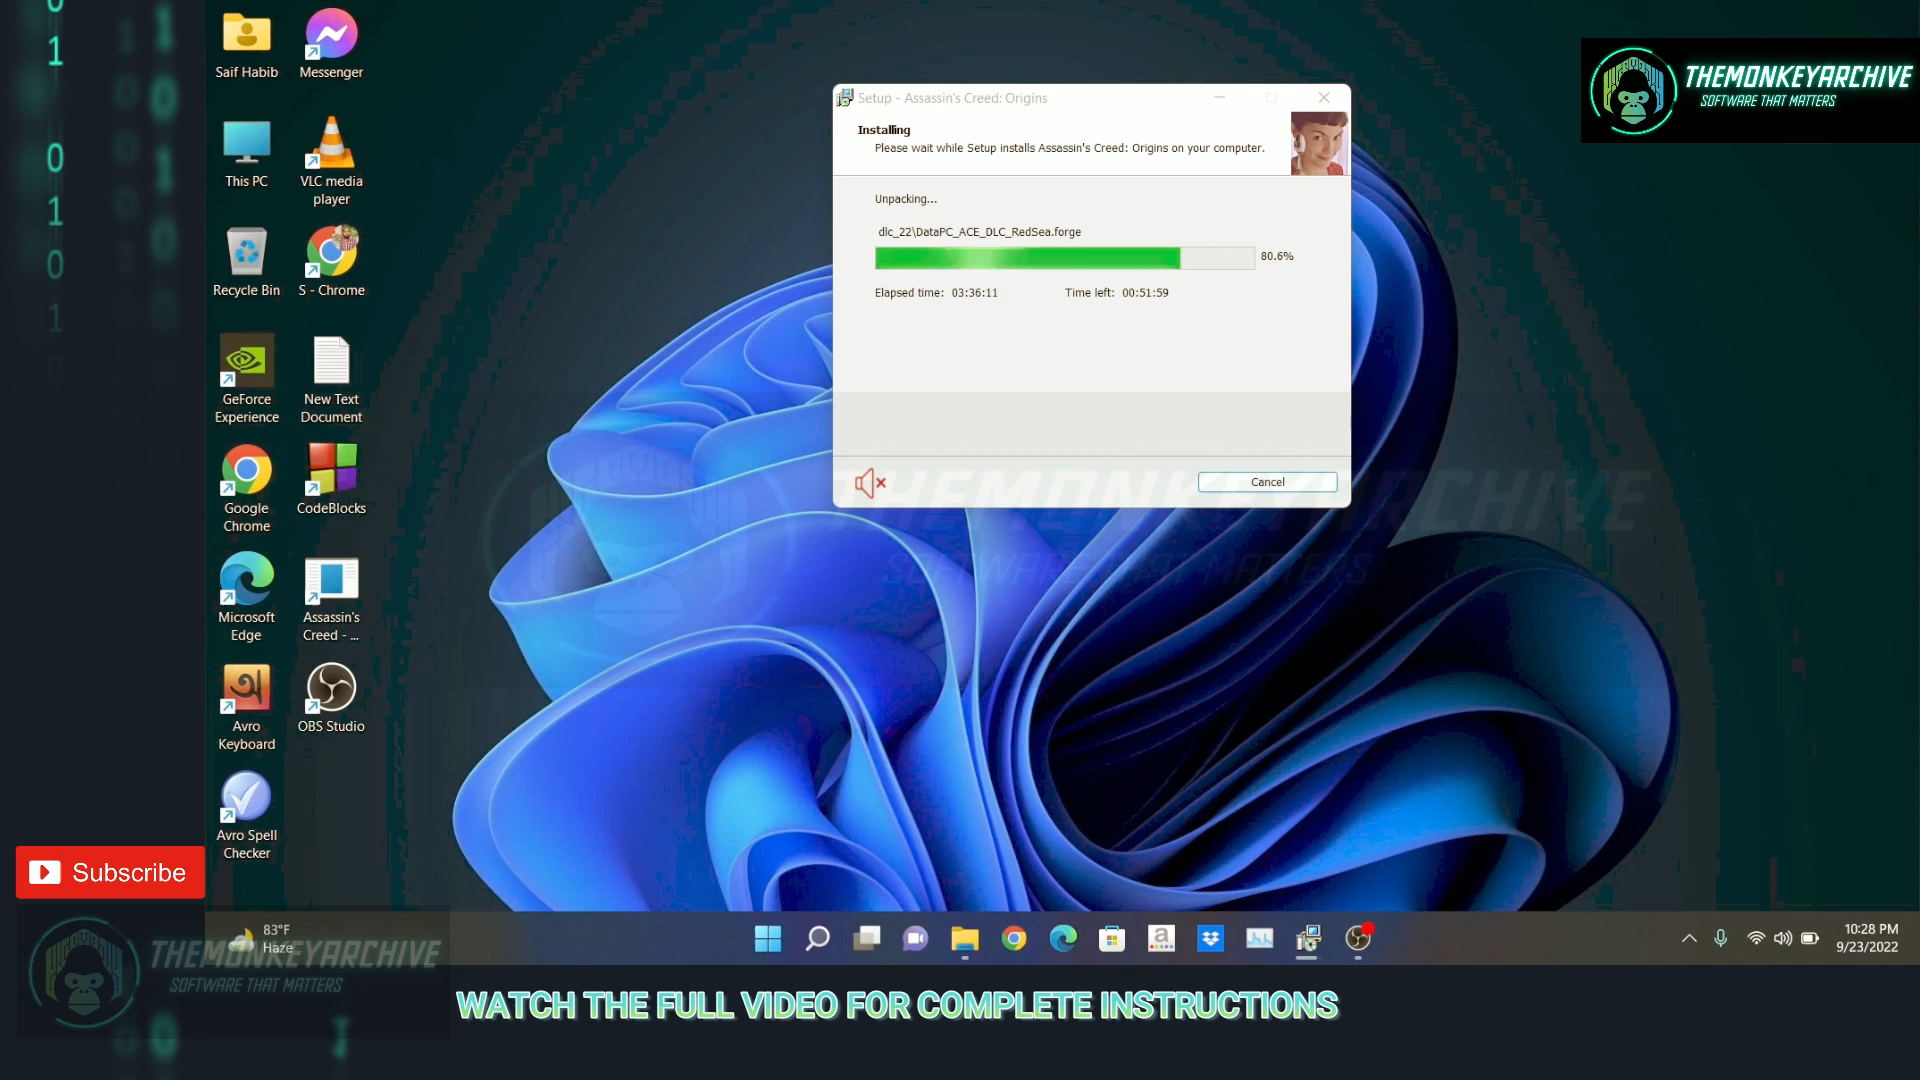 Saif Habib
Messenger
This PC
VLC media
player
Recycle Bin
S - Chrome
GeForce
Experience
New Text
Document
Google
Chrome
CodeBlocks
Microsoft
Edge
Assassin's
Creed - ...
Avro
Keyboard
OBS Studio
Avro Spell
Checker
Setup - Assassin's Creed: Origins
Installing
Please wait while Setup installs Assassin's Creed: Origins on your computer.
Unpacking...
dlc_22\DataPC_ACE_DLC_RedSea.forge
80.6%
Elapsed time: 03:36:11
Time left: 00:51:59
Cancel
THEMONKEYARCHIVE
SOFTWARE THAT MATTERS
THEMONKEYARCHIVE
SOFTWARE THAT MATTERS
Subscribe
83°F
Haze
THEMONKEYARCHIVE
SOFTWARE THAT MATTERS
10:28 PM
9/23/2022
WATCH THE FULL VIDEO FOR COMPLETE INSTRUCTIONS